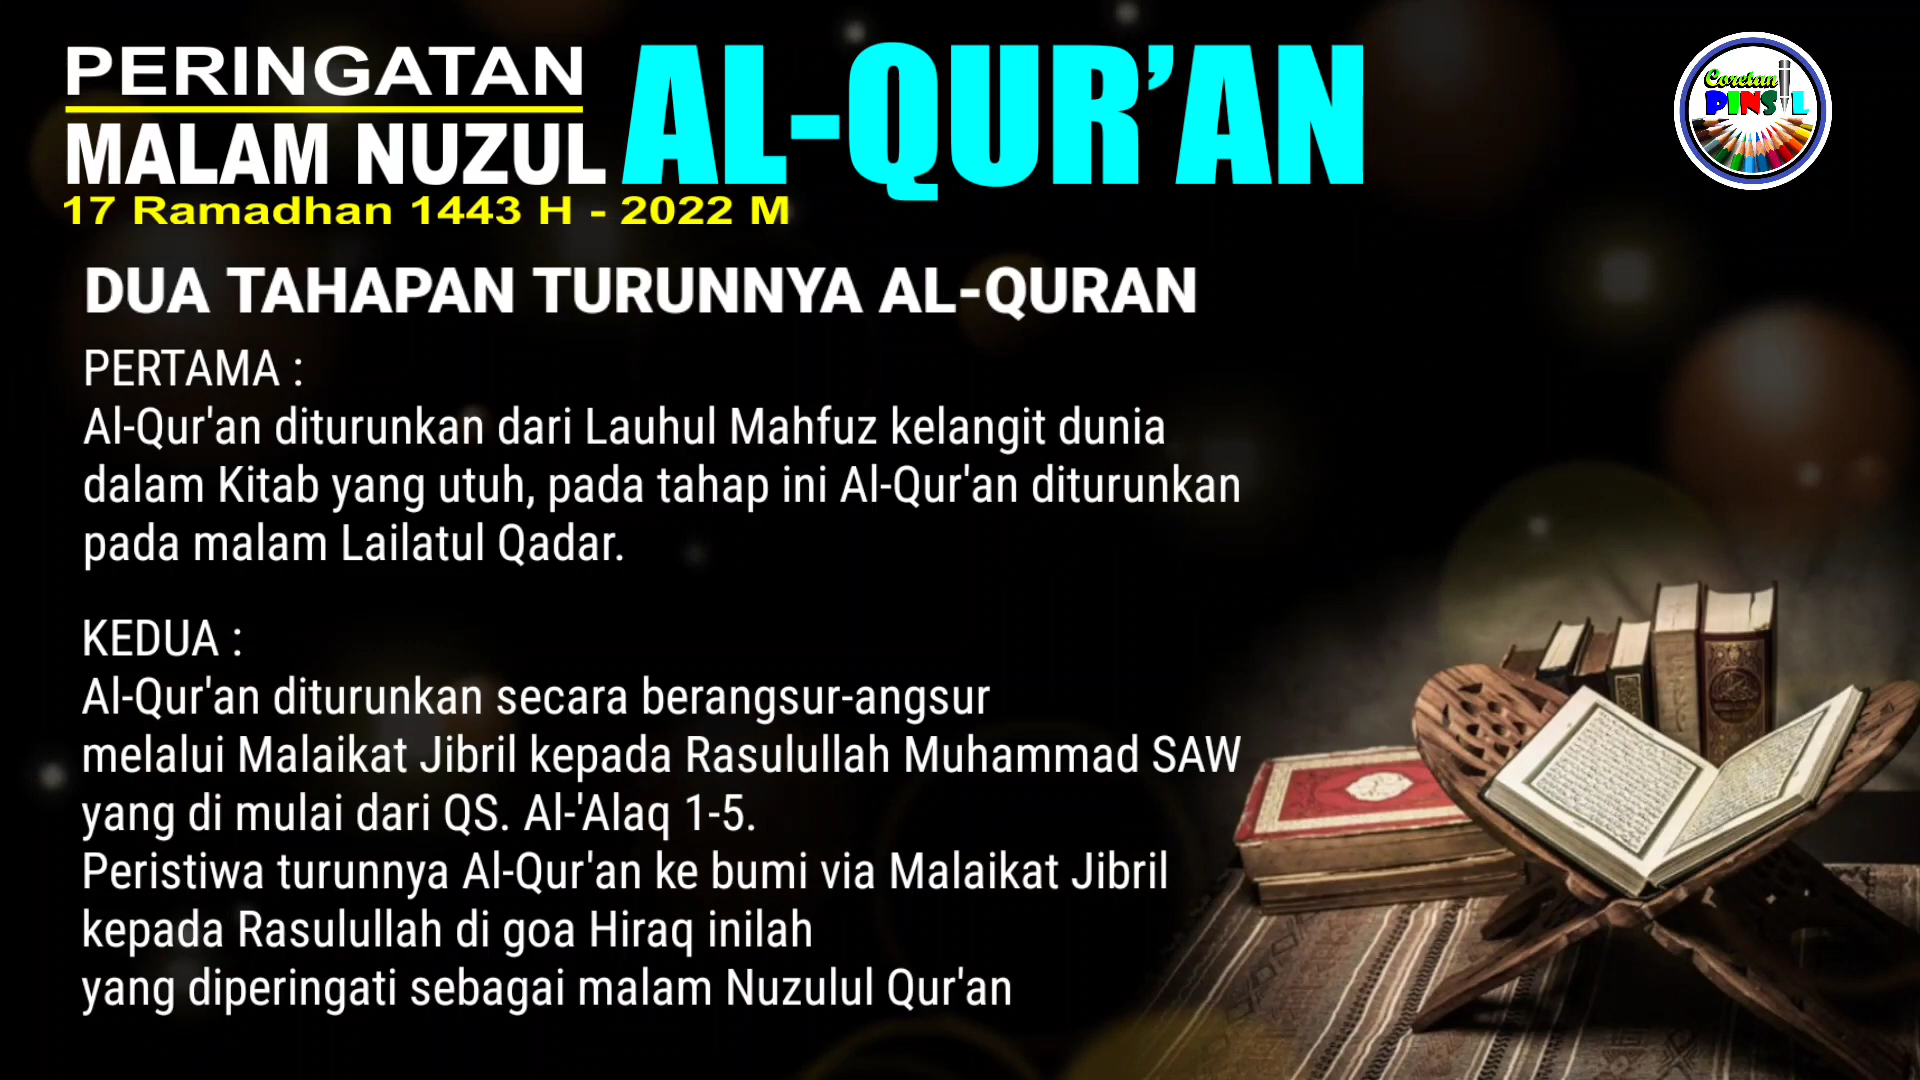 PERINGATAN
MALAM NUZUL AL-QUR’AN
17 Ramadhan 1443 H - 2022 M
Coretan
PINSIL
DUA TAHAPAN TURUNNYA AL-QURAN
PERTAMA :
Al-Qur'an diturunkan dari Lauhul Mahfuz kelangit dunia
dalam Kitab yang utuh, pada tahap ini Al-Qur'an diturunkan
pada malam Lailatul Qadar.
KEDUA :
Al-Qur'an diturunkan secara berangsur-angsur
melalui Malaikat Jibril kepada Rasulullah Muhammad SAW
yang di mulai dari QS. Al-'Alaq 1-5.
Peristiwa turunnya Al-Qur'an ke bumi via Malaikat Jibril
kepada Rasulullah di goa Hiraq inilah
yang diperingati sebagai malam Nuzulul Qur'an